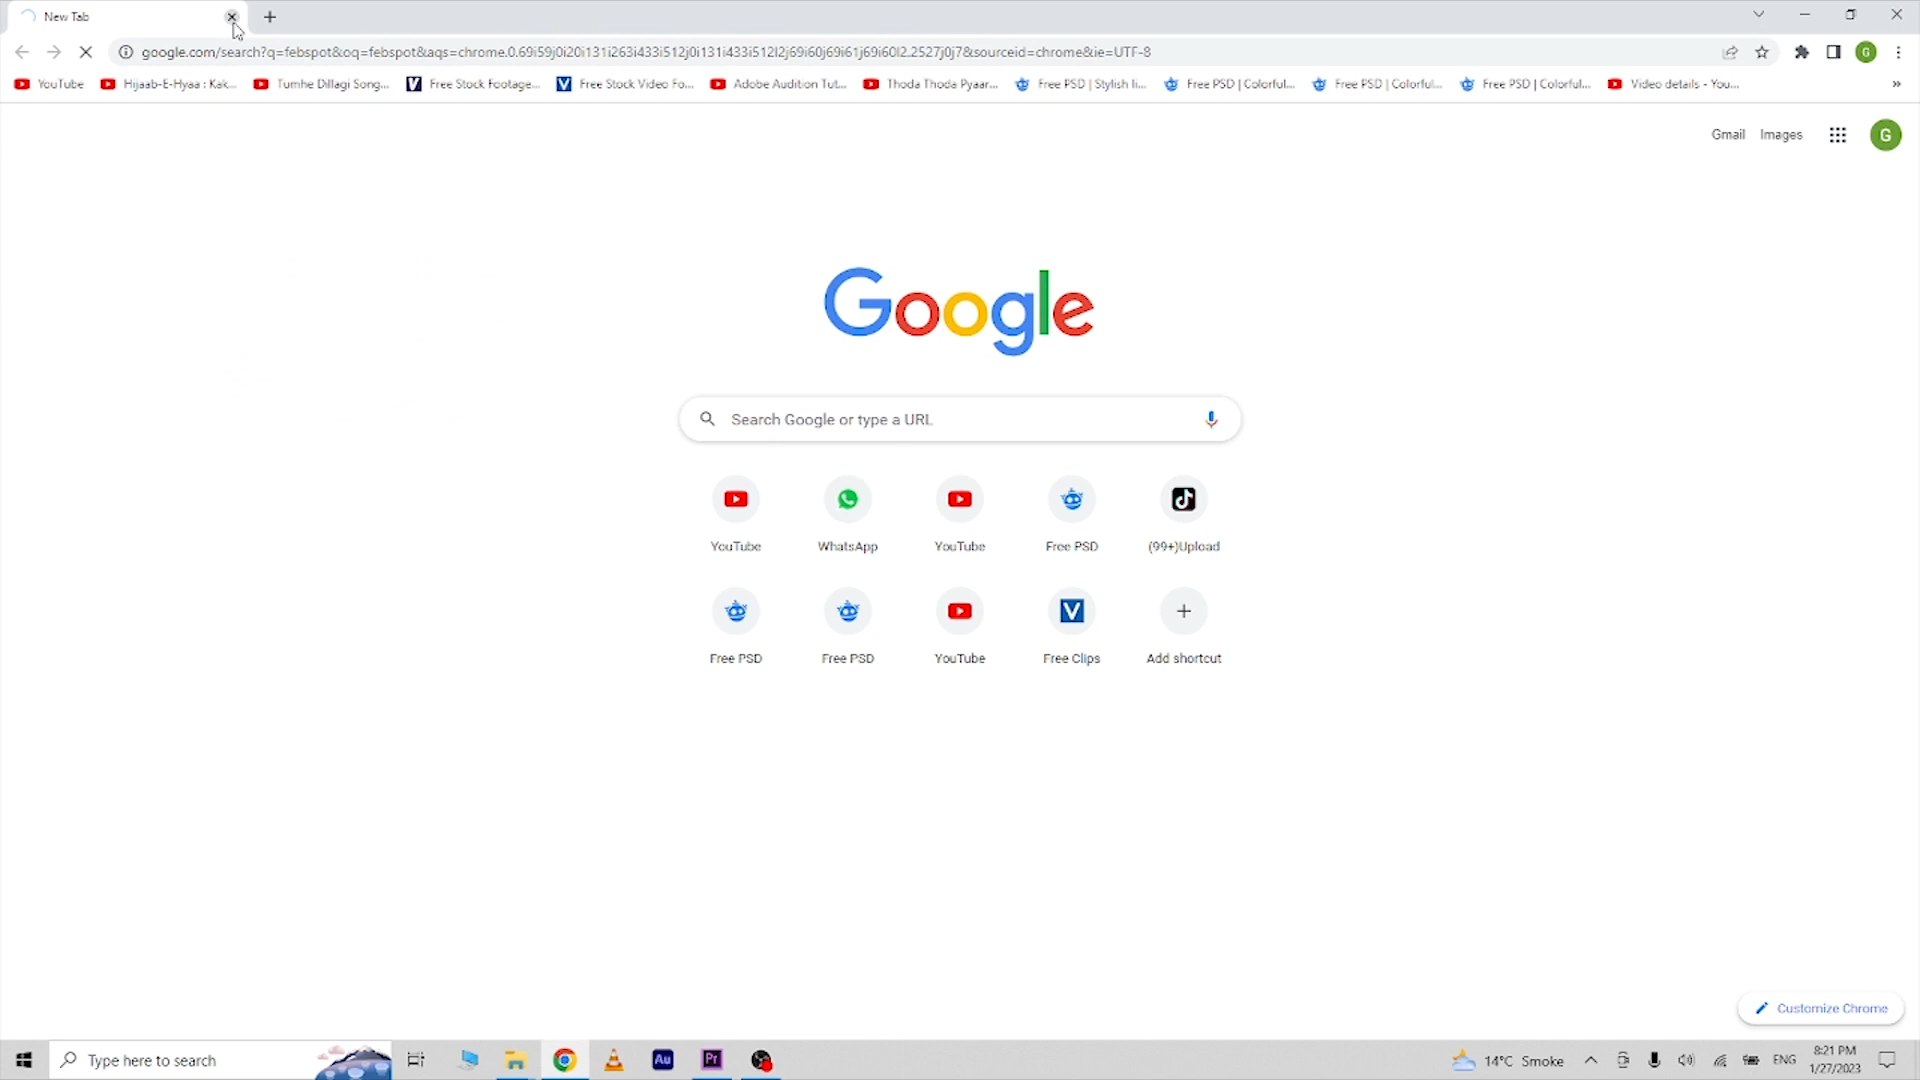 New Tab
google.com/search?q=febspot&oq=febspot&aqs=chrome.0.69i59j0i20i131i263i433i512j0i131i433i512l2j69i60j69i61j69i60l2.2527j0j7&sourceid=chrome&ie=UTF-8
YouTube Hijaab-E-Hyaa : Kak... Tumhe Dillagi Song... Free Stock Footage... Free Stock Video Fo... Adobe Audition Tut... Thoda Thoda Pyaar... Free PSD | Stylish li... Free PSD | Colorful... Free PSD | Colorful... Free PSD | Colorful... Video details - You... »
Gmail Images G
Google
Search Google or type a URL
YouTube WhatsApp YouTube Free PSD (99+)Upload
Free PSD Free PSD YouTube Free Clips Add shortcut
Customize Chrome
Type here to search Au Pr 14°C Smoke ENG 8:21 PM
1/27/2023